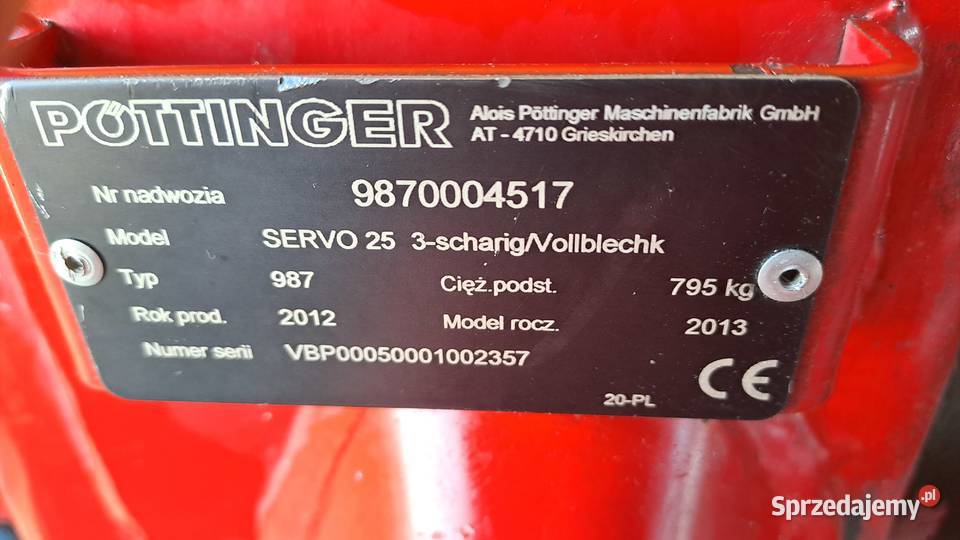 PÖTTINGER
Alois Pöttinger Maschinenfabrik GmbH
AT - 4710 Grieskirchen
Nr nadwozia 9870004517
Model SERVO 25 3-scharig/Vollblechk
Typ 987 Cięż.podst. 795 kg
Rok prod. 2012 Model rocz. 2013
Numer serii VBP00050001002357
CE
20-PL
Sprzedajemy.pl